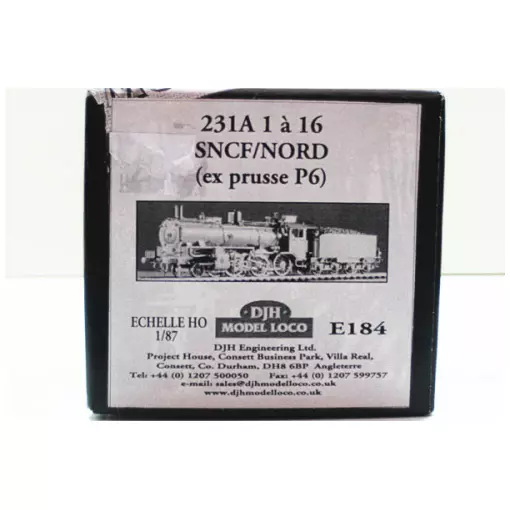 231A 1 à 16
SNCF/NORD
(ex prusse P6)
ECHELLE HO
1/87
DJH
MODEL LOCO
E184
DJH Engineering Ltd.
Project House, Consett Business Park, Villa Real,
Consett, Co. Durham, DH8 6BP Angleterre
Tel: +44 (0) 1207 500050 Fax: +44 (0) 1207 599757
e-mail: sales@djhmodelloco.co.uk
www.djhmodelloco.co.uk